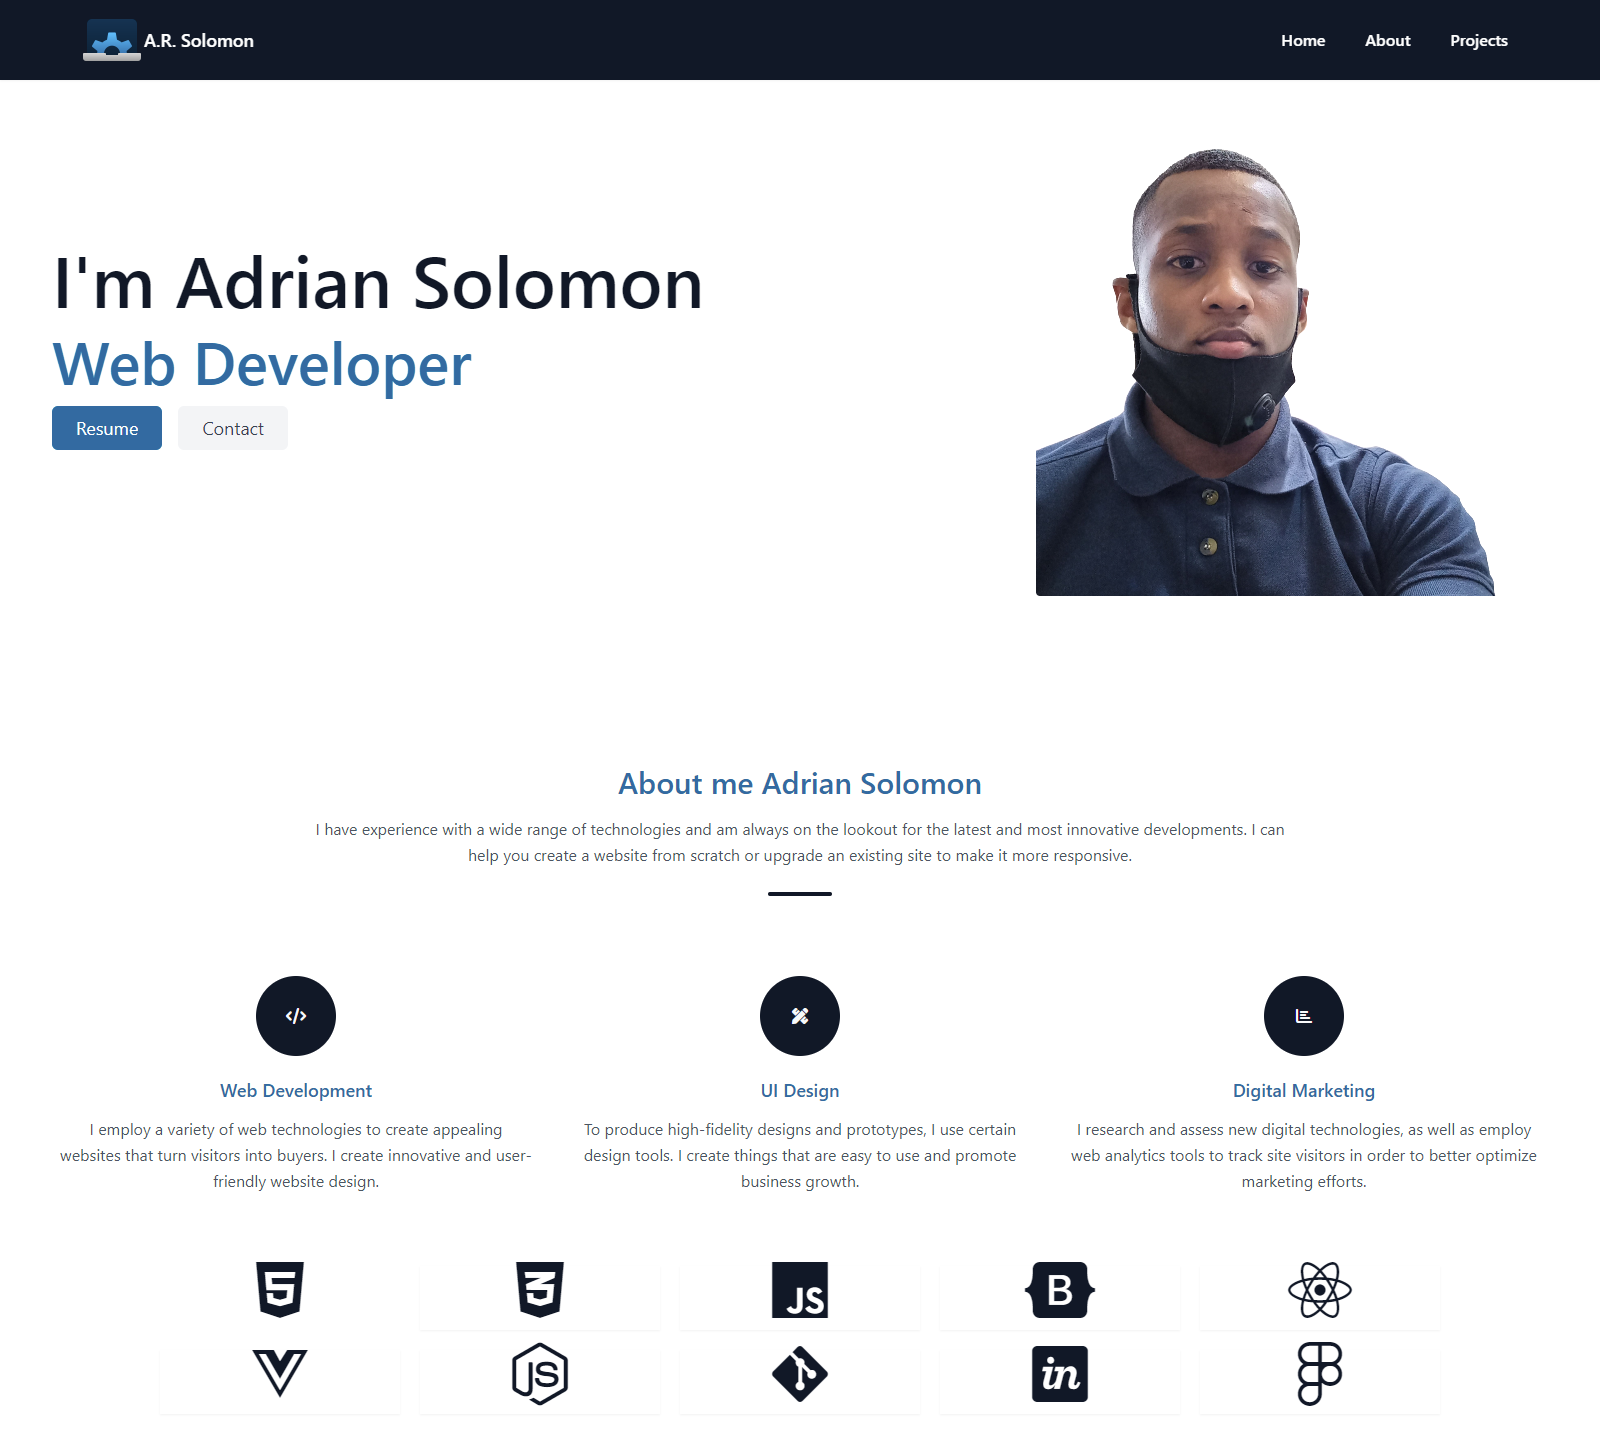 A.R. Solomon
Home About Projects
I'm Adrian Solomon
Web Developer
Resume Contact
About me Adrian Solomon
I have experience with a wide range of technologies and am always on the lookout for the latest and most innovative developments. I can
help you create a website from scratch or upgrade an existing site to make it more responsive.
Web Development
I employ a variety of web technologies to create appealing
websites that turn visitors into buyers. I create innovative and user-
friendly website design.
UI Design
To produce high-fidelity designs and prototypes, I use certain
design tools. I create things that are easy to use and promote
business growth.
Digital Marketing
I research and assess new digital technologies, as well as employ
web analytics tools to track site visitors in order to better optimize
marketing efforts.
5 3 JS B
JS in